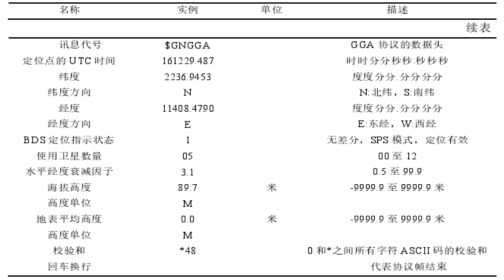 名称 实例 单位 描述
续表
讯息代号 $GNGGA GGA 协议的数据头
定位点的 UTC 时间 161229.487 时时分分秒秒.秒秒秒
纬度 2236.9453 度度分分.分分分分
纬度方向 N N:北纬，S:南纬
经度 11408.4790 度度分分.分分分分
经度方向 E E:东经，W:西经
BDS 定位指示状态 1 无差分，SPS 模式，定位有效
使用卫星数量 05 00 至 12
水平经度衰减因子 3.1 0.5 至 99.9
海拔高度 89.7 米 -9999.9 至 9999.9 米
高度单位 M
地表平均高度 0.0 米 -9999.9 至 9999.9 米
高度单位 M
校验和 *48 0 和*之间所有字符 ASCII 码的校验和
回车换行 代表协议帧结束